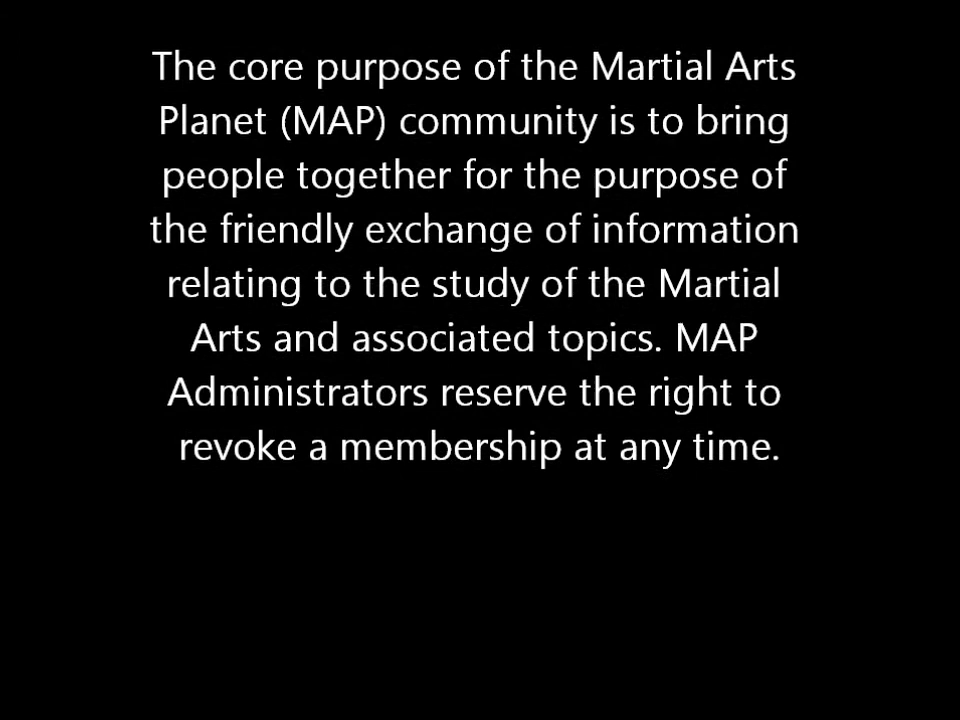 The core purpose of the Martial Arts
Planet (MAP) community is to bring
people together for the purpose of
the friendly exchange of information
relating to the study of the Martial
Arts and associated topics. MAP
Administrators reserve the right to
revoke a membership at any time.